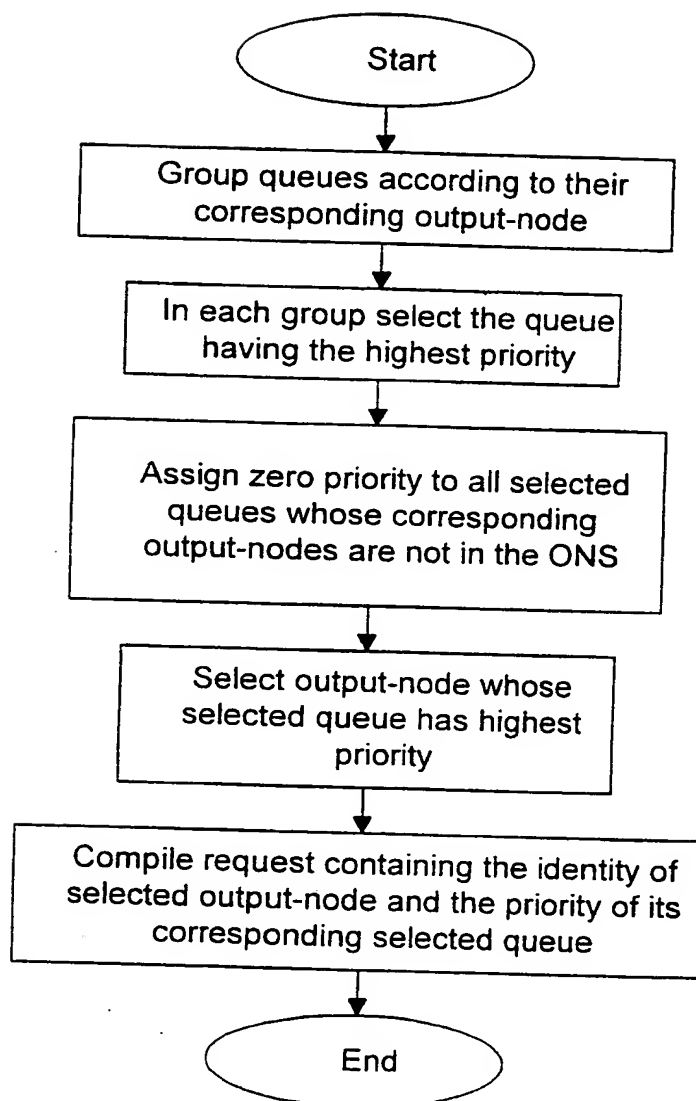 Start
Group queues according to their
corresponding output-node
In each group select the queue
having the highest priority
Assign zero priority to all selected
queues whose corresponding
output-nodes are not in the ONS
Select output-node whose
selected queue has highest
priority
Compile request containing the identity of
selected output-node and the priority of its
corresponding selected queue
End